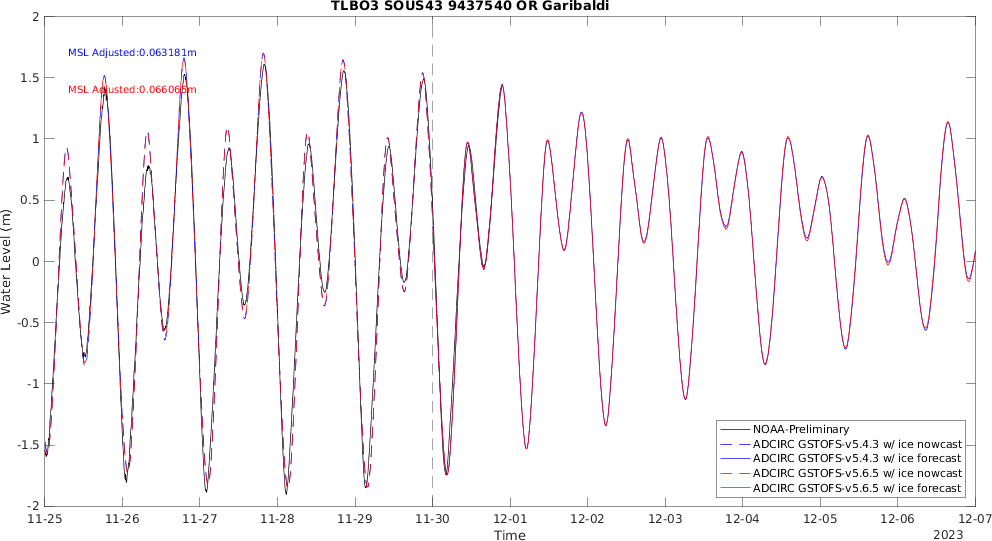 TLBO3 SOUS43 9437540 OR Garibaldi
MSL Adjusted:0.063181m
MSL Adjusted:0.066065m
Water Level (m)
2
1.5
1
0.5
0
-0.5
-1
-1.5
-2
NOAA-Preliminary
ADCIRC GSTOFS-v5.4.3 w/ ice nowcast
ADCIRC GSTOFS-v5.4.3 w/ ice forecast
ADCIRC GSTOFS-v5.6.5 w/ ice nowcast
ADCIRC GSTOFS-v5.6.5 w/ ice forecast
11-25 11-26 11-27 11-28 11-29 11-30 12-01 12-02 12-03 12-04 12-05 12-06 12-07
Time
2023